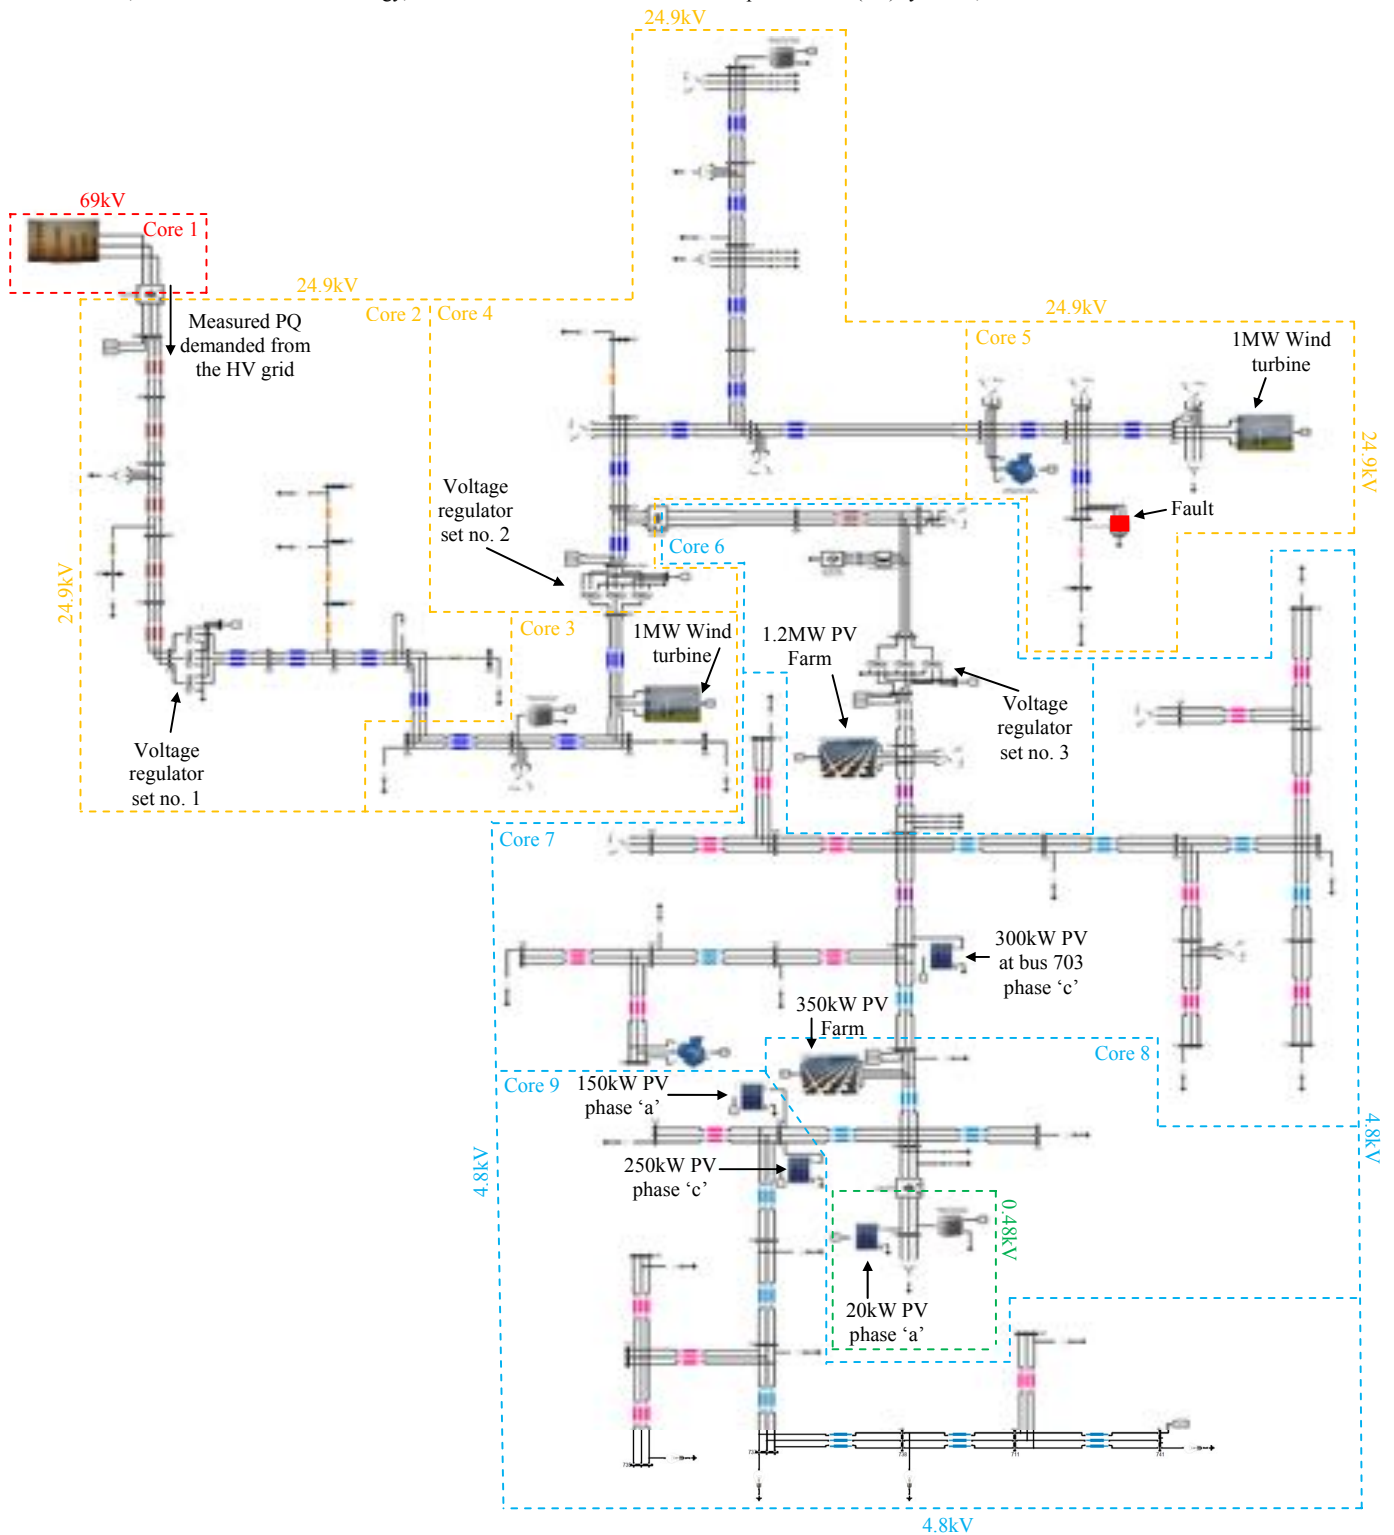 24.9kV
69kV
Core 1
24.9kV
Measured PQ
demanded from
the HV grid
Core 2
Core 4
24.9kV
Core 5
1MW Wind
turbine
24.9kV
Fault
Voltage
regulator
set no. 2
Core 6
24.9kV
Core 3
1MW Wind
turbine
1.2MW PV
Farm
Voltage
regulator
set no. 3
Voltage
regulator
set no. 1
Core 7
300kW PV
at bus 703
phase ‘c’
350kW PV
Farm
Core 8
Core 9
150kW PV
phase ‘a’
4.8kV
4.8kV
250kW PV
phase ‘c’
0.48kV
20kW PV
phase ‘a’
711
741
4.8kV